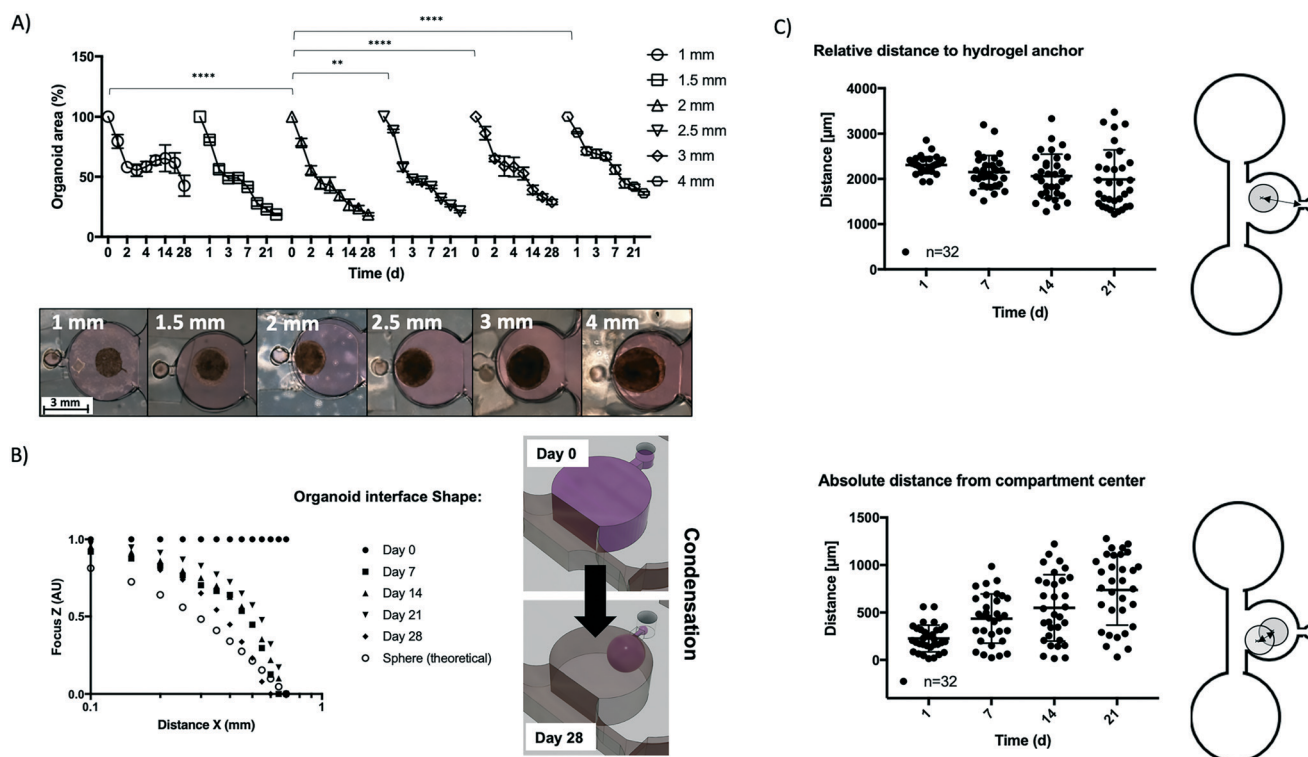 A)
****
****
****
**
150
100
50
0
Organoid area (%)
0 2 4 14 28 1 3 7 21 0 2 4 14 28 1 3 7 21 0 2 4 14 28 1 3 7 21
Time (d)
1 mm
1.5 mm
2 mm
2.5 mm
3 mm
4 mm
1 mm
1.5 mm
2 mm
2.5 mm
3 mm
4 mm
3 mm
B)
Organoid interface Shape:
1.0
0.5
0.0
Focus Z (AU)
0.1
1
Distance X (mm)
Day 0
Day 7
Day 14
Day 21
Day 28
Sphere (theoretical)
Day 0
Condensation
Day 28
C)
Relative distance to hydrogel anchor
4000
3000
2000
1000
0
Distance [µm]
n=32
1 7 14 21
Time (d)
Absolute distance from compartment center
1500
1000
500
0
Distance [µm]
n=32
1 7 14 21
Time (d)